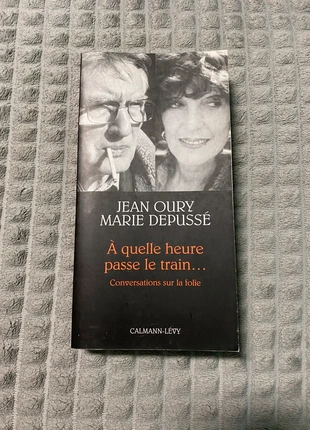 JEAN OURY
MARIE DEPUSSÉ
À quelle heure
passe le train…
Conversations sur la folie
CALMANN-LÉVY